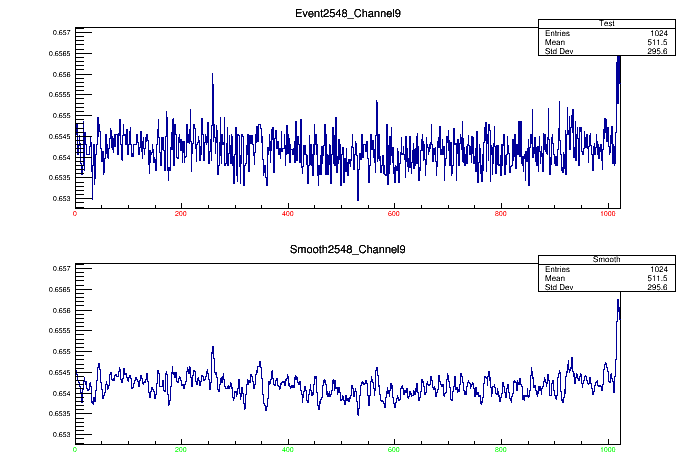 Event2548_Channel9
Test
Entries 1024
Mean 511.5
Std Dev 295.6
0.657
0.6565
0.656
0.6555
0.655
0.6545
0.654
0.6535
0.653
0 200 400 600 800 1000
Smooth2548_Channel9
Smooth
Entries 1024
Mean 511.5
Std Dev 295.6
0.657
0.6565
0.656
0.6555
0.655
0.6545
0.654
0.6535
0.653
0 200 400 600 800 1000